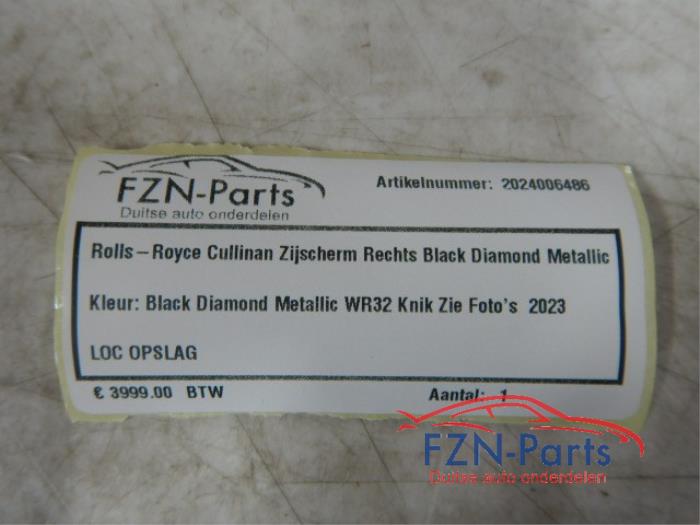 FZN-Parts
Duitse auto onderdelen
Artikelnummer: 2024006486
Rolls – Royce Cullinan Zijscherm Rechts Black Diamond Metallic
Kleur: Black Diamond Metallic WR32 Knik Zie Foto's 2023
LOC OPSLAG
€ 3999.00 BTW
Aantal: 1
FZN-Parts
Duitse auto onderdelen